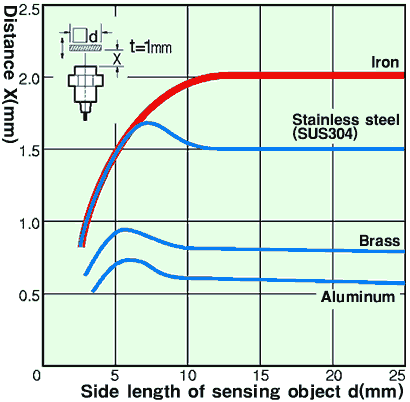 Distance X(mm)
2.5
2.0
1.5
1.0
0.5
0
d
t=1mm
X
Iron
Stainless steel
(SUS304)
Brass
Aluminum
5
10
15
20
25
Side length of sensing object d(mm)